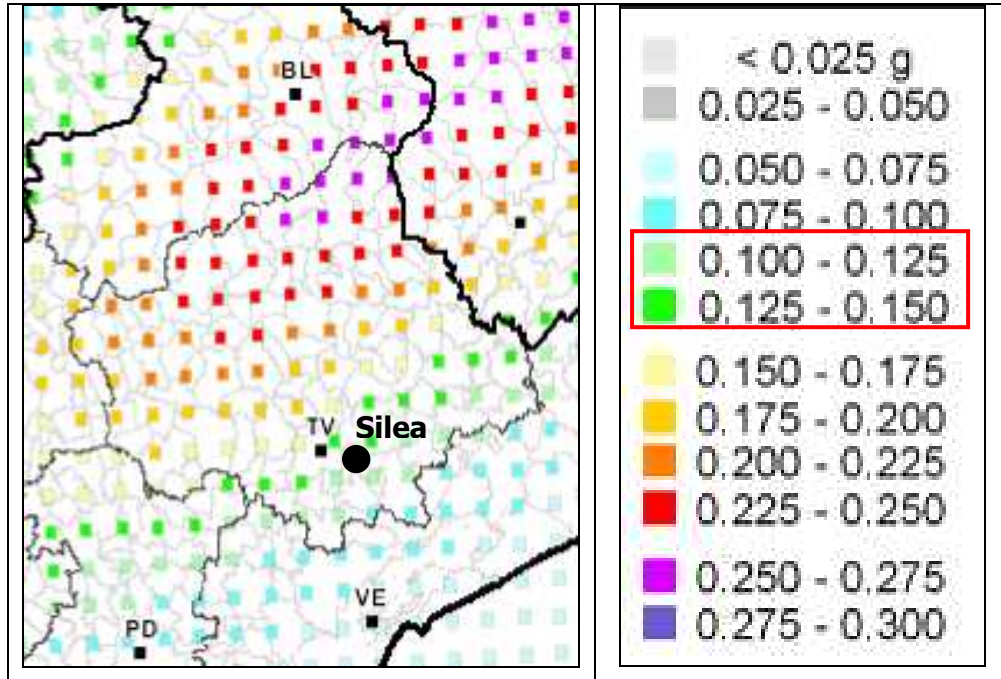 BL
TV
Silea
VE
PD
< 0.025 g
0.025 - 0.050
0.050 - 0.075
0.075 - 0.100
0.100 - 0.125
0.125 - 0.150
0.150 - 0.175
0.175 - 0.200
0.200 - 0.225
0.225 - 0.250
0.250 - 0.275
0.275 - 0.300